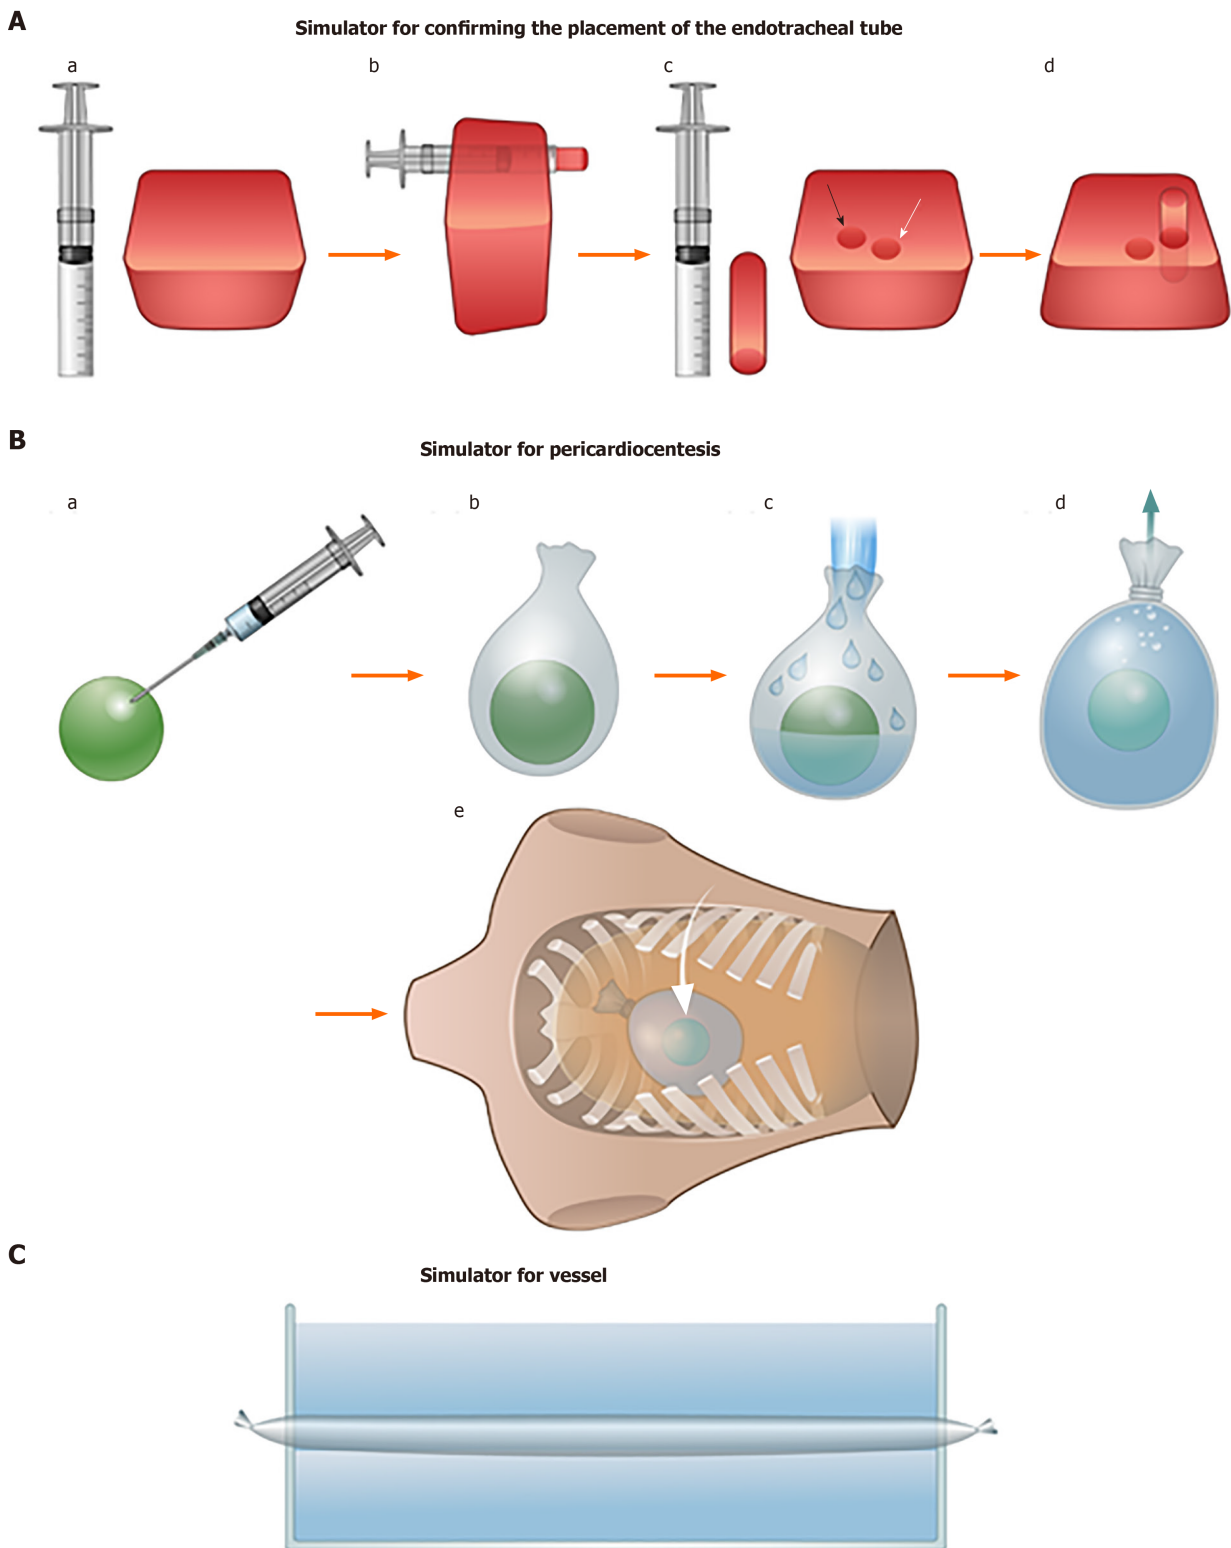 A
Simulator for confirming the placement of the endotracheal tube
a
b
c
d
B
Simulator for pericardiocentesis
a
b
c
d
e
C
Simulator for vessel